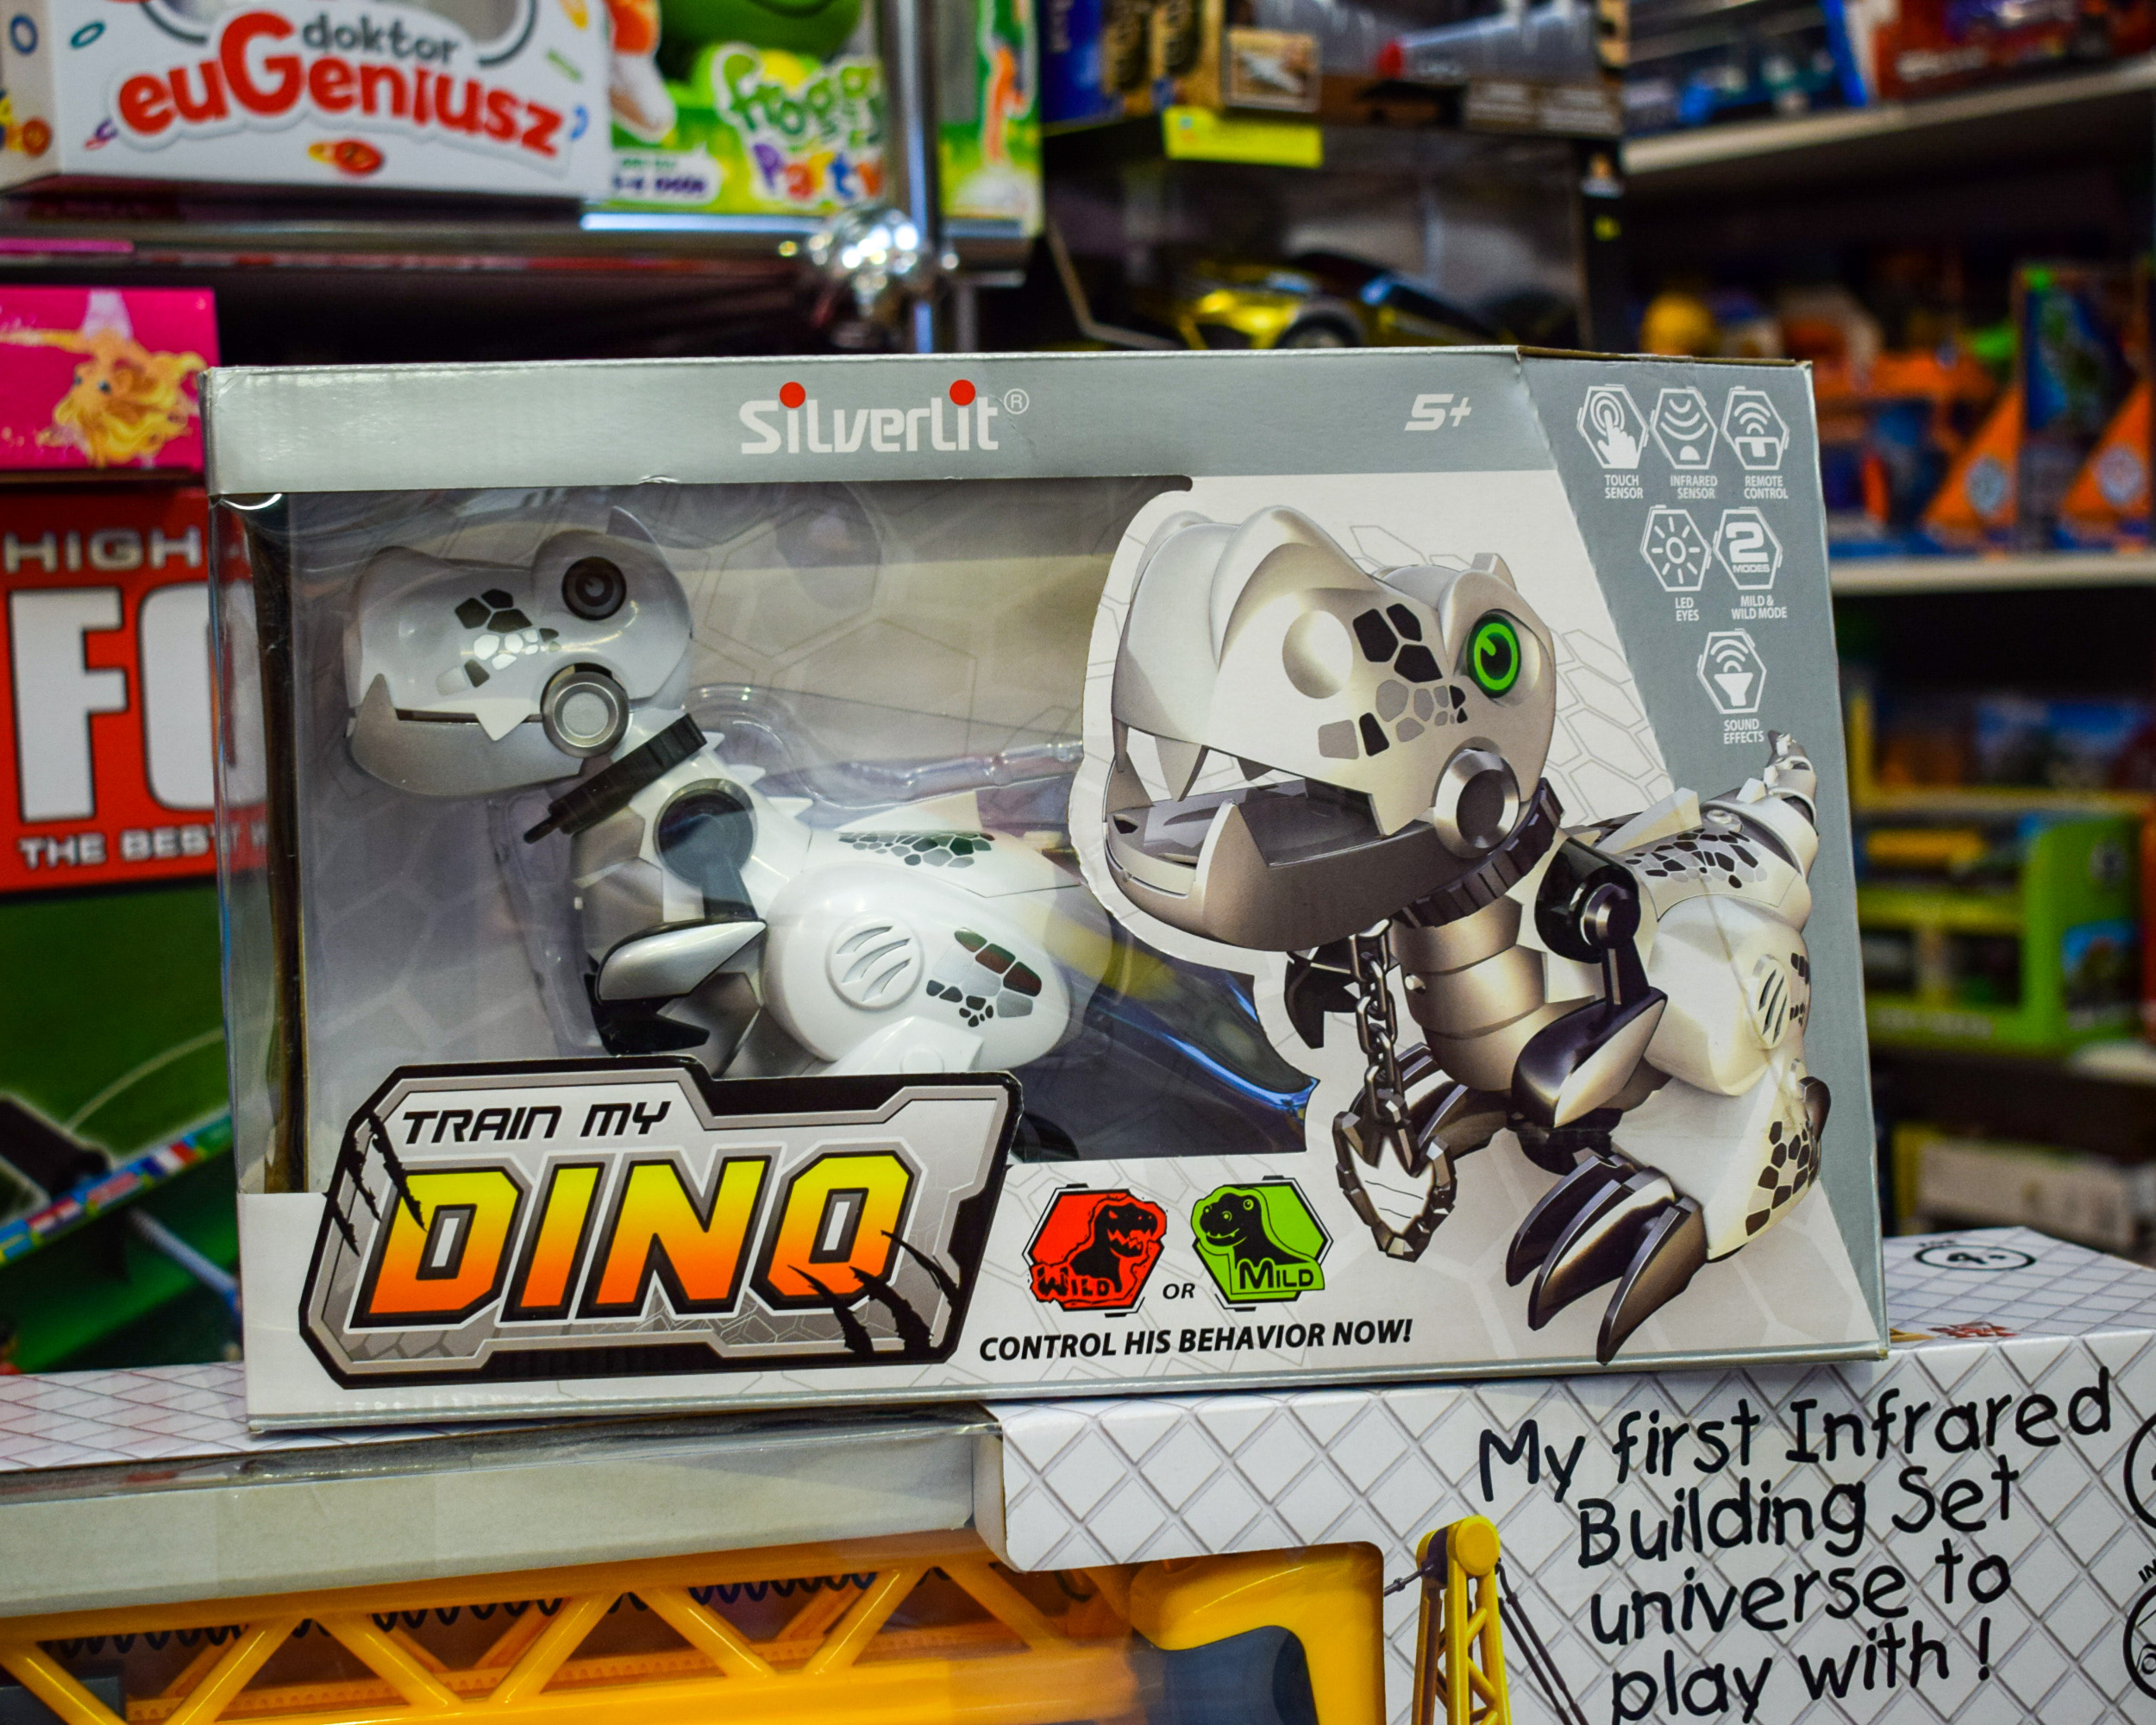 doktor
euGeniusz
Froggy
Party
HIGH
THE BEST
Silverlit®
5+
TOUCH
SENSOR
INFRARED
SENSOR
REMOTE
CONTROL
LED
EYES
2
MODES
MILD &
WILD MODE
SOUND
EFFECTS
TRAIN MY
DINO
WILD
OR
MILD
CONTROL HIS BEHAVIOR NOW!
My first Infrared
Building Set
universe to
play with!